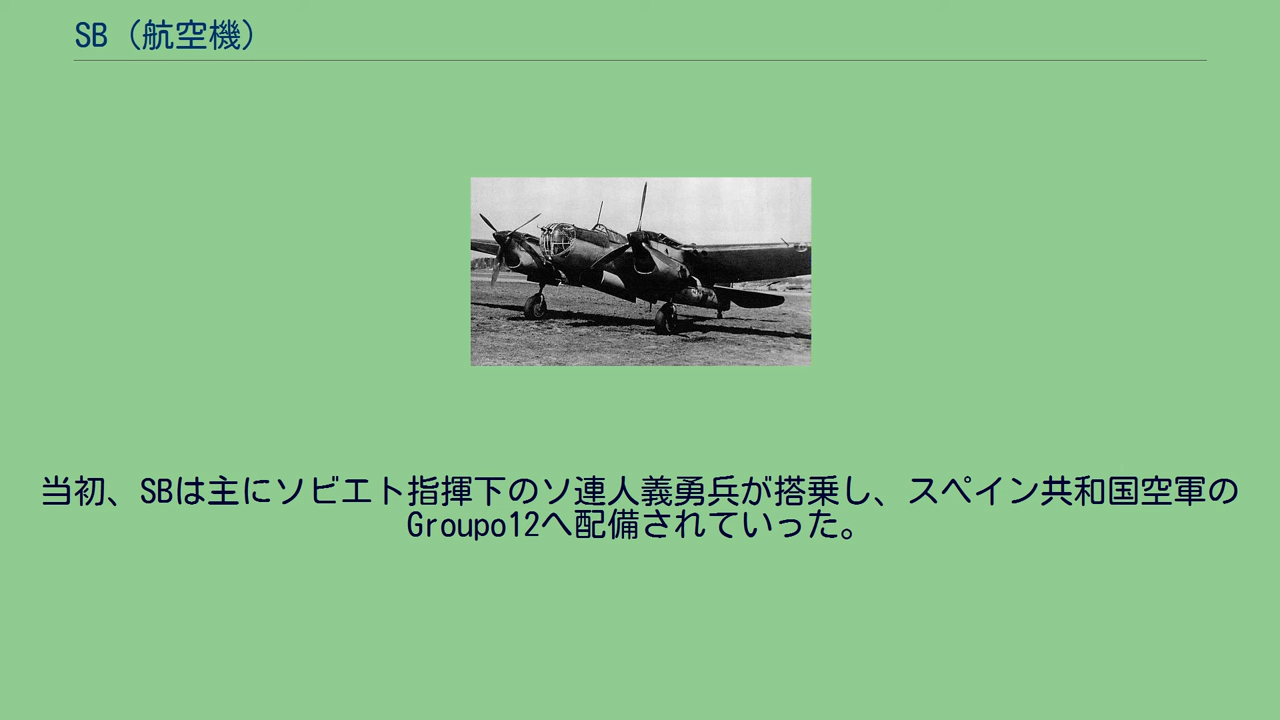 SB（航空機）
当初、SBは主にソビエト指揮下のソ連人義勇兵が搭乗し、スペイン共和国空軍の
Groupo12へ配備されていった。